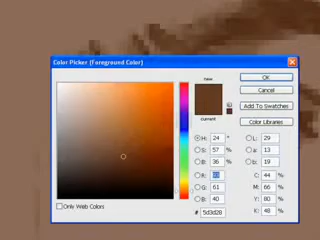 Color Picker (Foreground Color)
new
current
OK
Cancel
Add To Swatches
Color Libraries
H: 24 °
S: 57 %
B: 36 %
R: 93
G: 61
B: 40
# 5d3d28
L: 29
a: 13
b: 19
C: 44 %
M: 66 %
Y: 80 %
K: 48 %
Only Web Colors